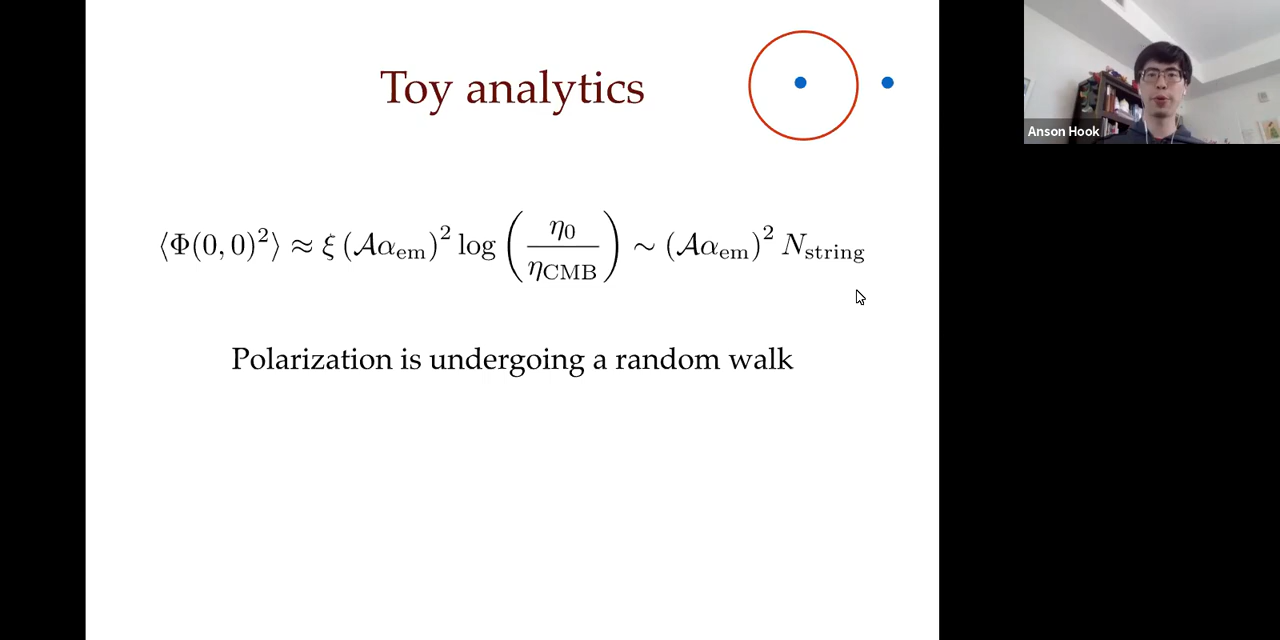 Toy analytics
⟨Φ(0,0)²⟩ ≈ ξ (𝒜α_em)² log (η₀/η_CMB) ∼ (𝒜α_em)² N_string
Polarization is undergoing a random walk
Anson Hook